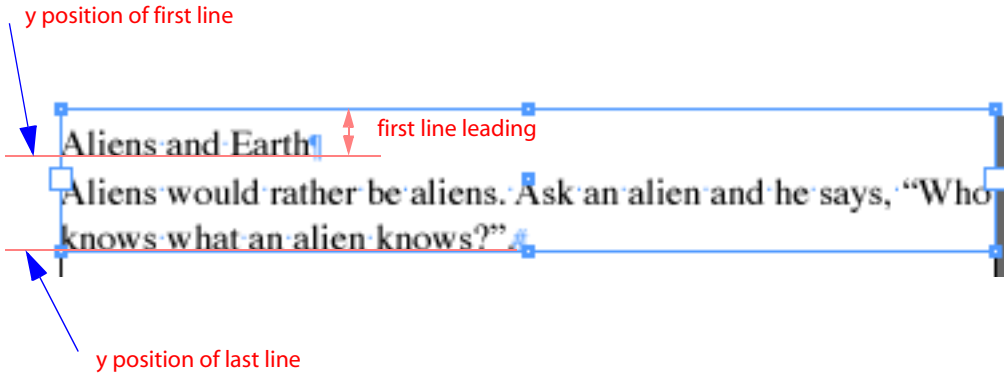 y position of first line
first line leading
Aliens and Earth¶
Aliens would rather be aliens. Ask an alien and he says, “Who
knows what an alien knows?”#
y position of last line